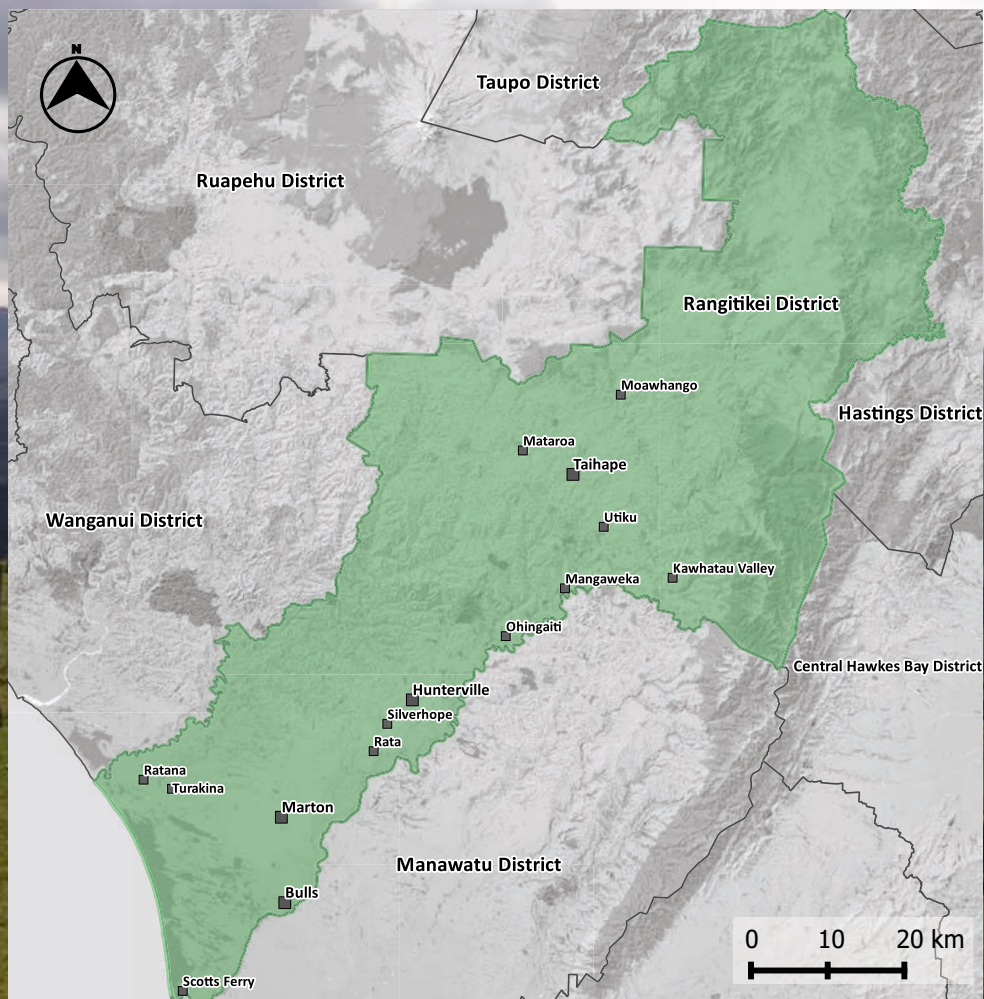 N
Taupo District
Ruapehu District
Rangitikei District
Moawhango
Hastings District
Mataroa
Taihape
Wanganui District
Utiku
Kawhatau Valley
Mangaweka
Ohingaiti
Central Hawkes Bay District
Hunterville
Silverhope
Rata
Ratana
Turakina
Marton
Manawatu District
Bulls
0 10 20 km
Scotts Ferry